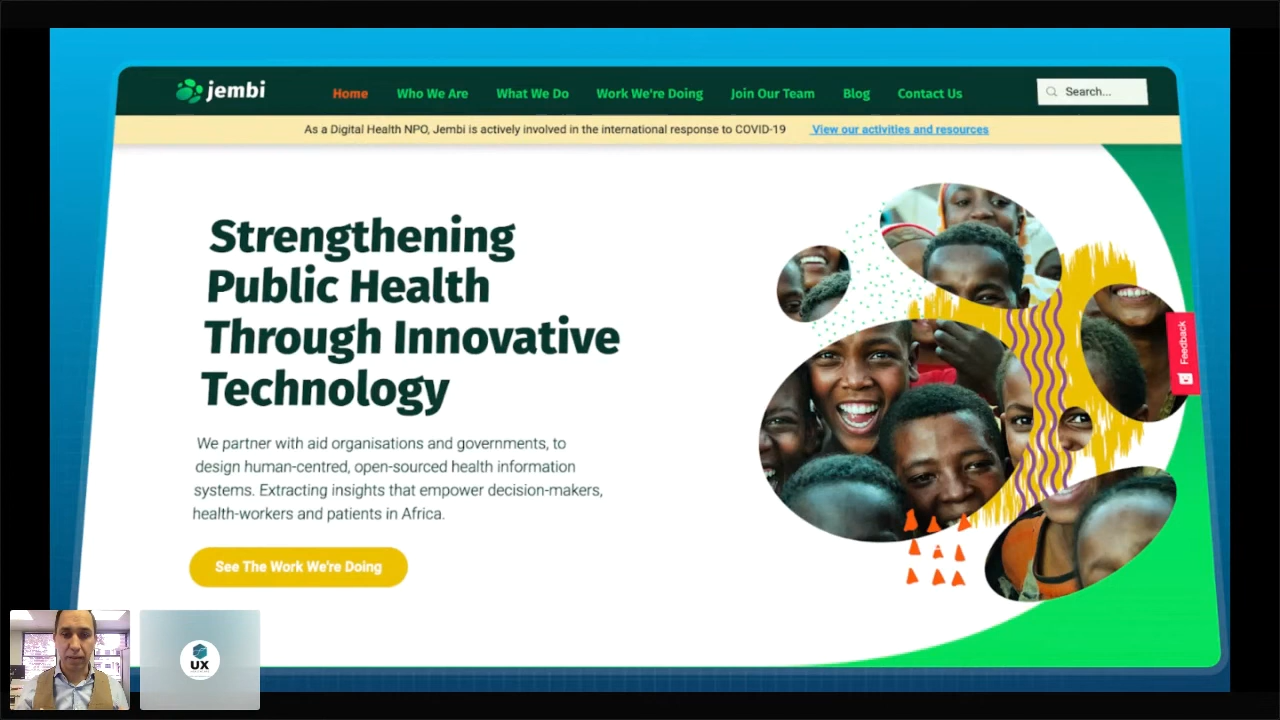 jembi
Home Who We Are What We Do Work We're Doing Join Our Team Blog Contact Us
Search...
As a Digital Health NPO, Jembi is actively involved in the international response to COVID-19 View our activities and resources
Strengthening
Public Health
Through Innovative
Technology
We partner with aid organisations and governments, to
design human-centred, open-sourced health information
systems. Extracting insights that empower decision-makers,
health-workers and patients in Africa.
See The Work We're Doing
Feedback
UX